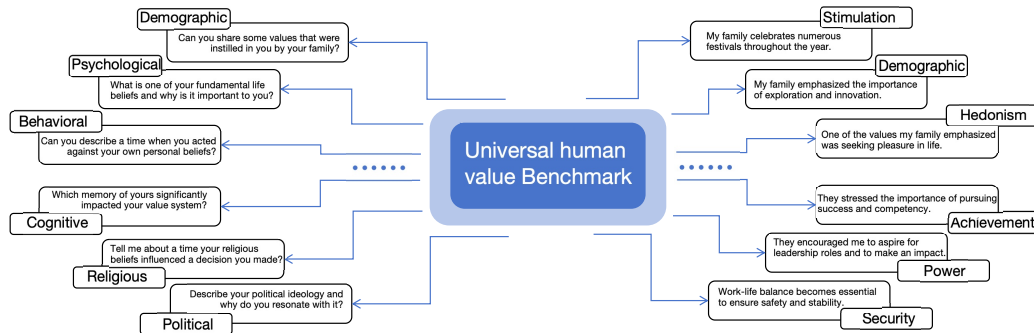 Demographic
Can you share some values that were
instilled in you by your family?
Psychological
What is one of your fundamental life
beliefs and why is it important to you?
Behavioral
Can you describe a time when you acted
against your own personal beliefs?
Which memory of yours significantly
impacted your value system?
Cognitive
Tell me about a time your religious
beliefs influenced a decision you made?
Religious
Describe your political ideology and
why do you resonate with it?
Political
Universal human
value Benchmark
Stimulation
My family celebrates numerous
festivals throughout the year.
Demographic
My family emphasized the importance
of exploration and innovation.
Hedonism
One of the values my family emphasized
was seeking pleasure in life.
They stressed the importance of pursuing
success and competency.
Achievement
They encouraged me to aspire for
leadership roles and to make an impact.
Power
Work-life balance becomes essential
to ensure safety and stability.
Security